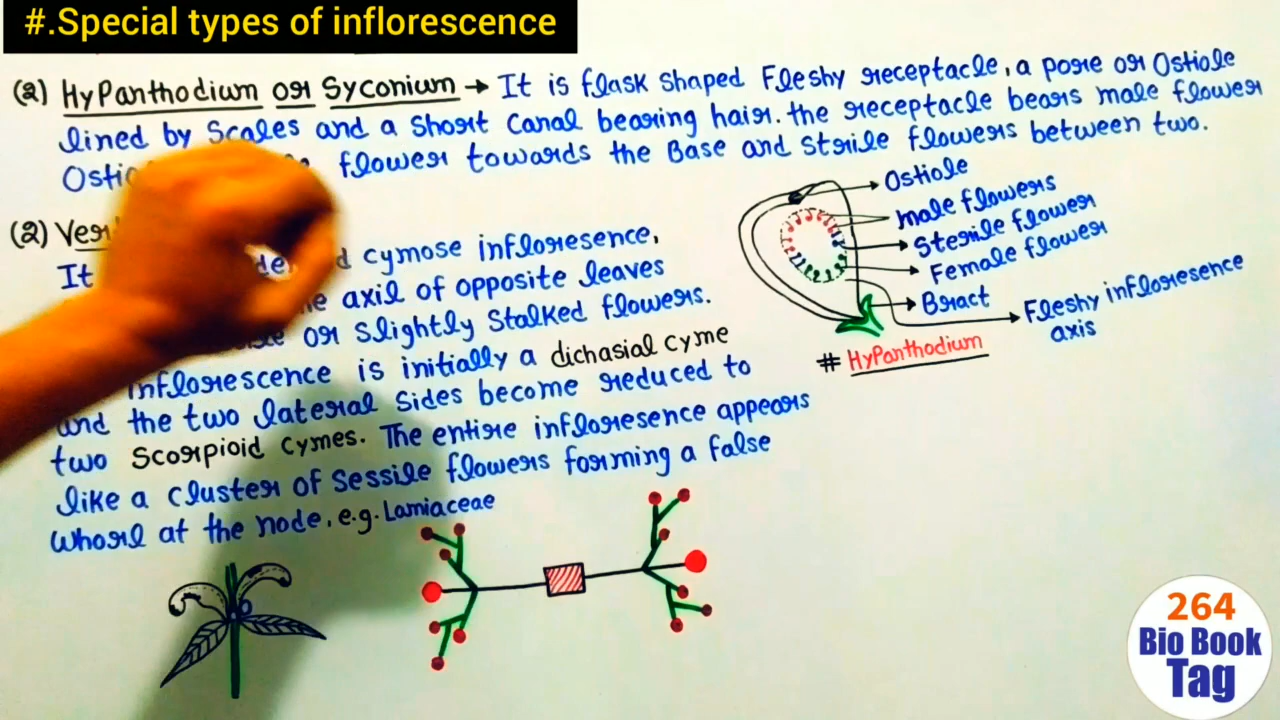 #.Special types of inflorescence
(2) HyPanthodium or Syconium → It is flask shaped Fleshy receptacle, a pore or Ostiole
lined by Scales and a Short Canal bearing hair. the receptacle bears male flower
flower towards the Base and Sterile flowers between two.
(2)
It cymose infloresence,
axil of opposite leaves
or Slightly Stalked flowers.
inflorescence is initially a dichasial cyme
and the two lateral Sides become reduced to
two Scorpioid Cymes. The entire infloresence appears
like a Cluster of Sessile flowers forming a false
whorl at the node, e.g. Lamiaceae
Ostiole
male flowers
Sterile flower
Female flower
Bract
Fleshy infloresence
axis
# HyPanthodium
264
Bio Book
Tag